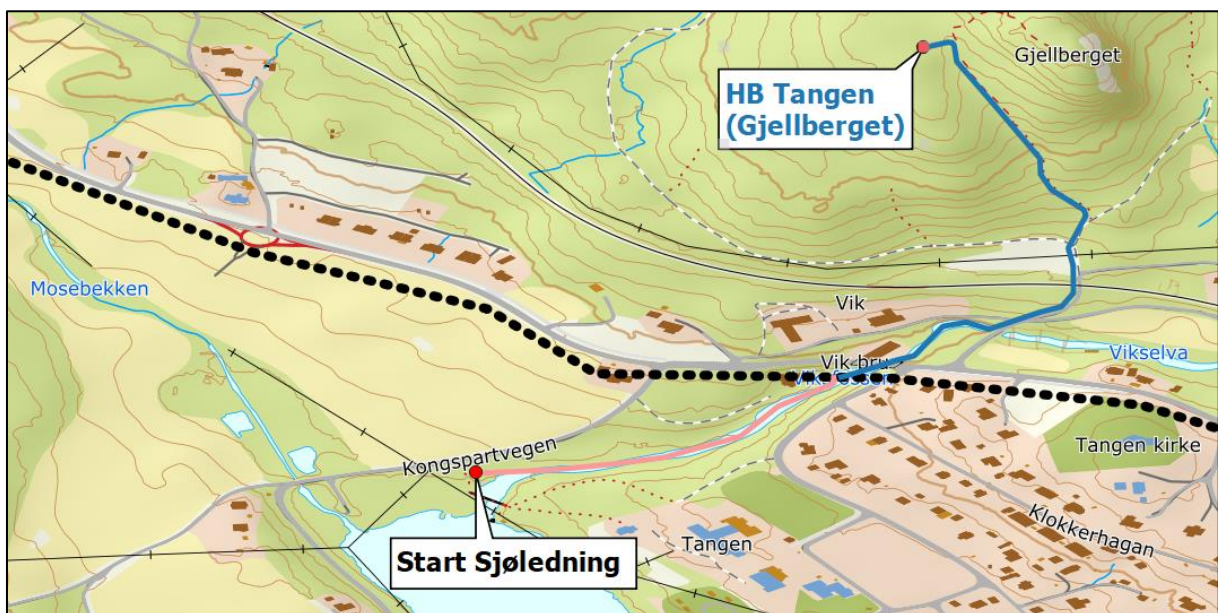 Gjellberget
HB Tangen
(Gjellberget)
Mosebekken
Vik
Vik bru
Vikselva
Kongspartvegen
Tangen kirke
Start Sjøledning
Tangen
Klokkerhagan